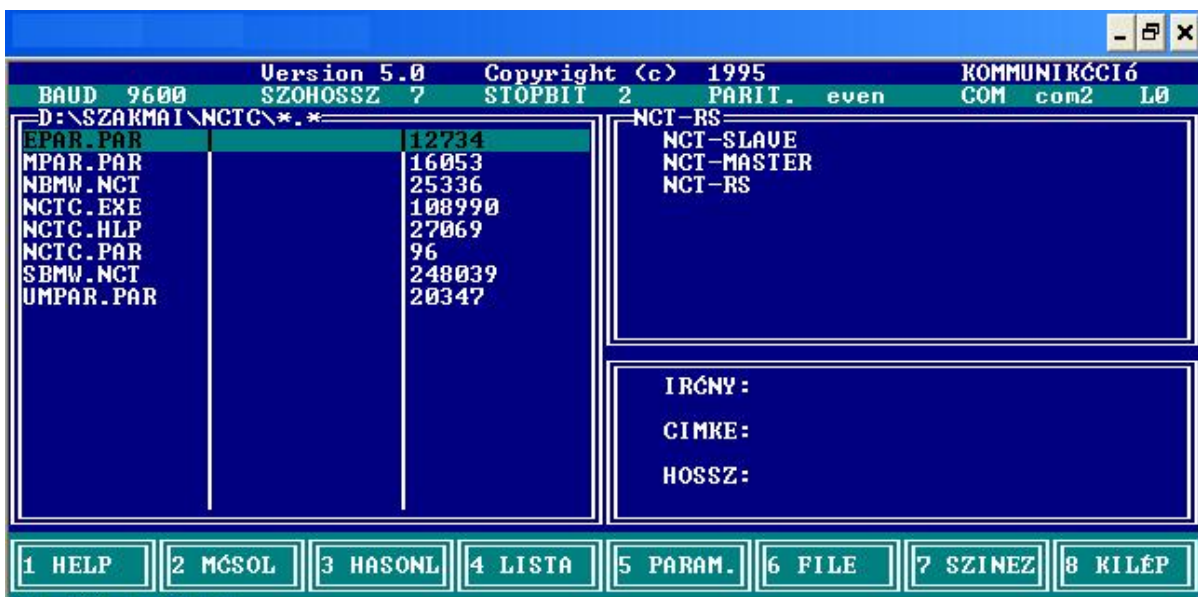 Version 5.0 Copyright (c) 1995 KOMMUNIKĆCIó
BAUD 9600 SZOHOSSZ 7 STOPBIT 2 PARIT. even COM com2 L0
D:\SZAKMAI\NCTC\*.*
EPAR.PAR 12734
MPAR.PAR 16053
NBMW.NCT 25336
NCTC.EXE 108990
NCTC.HLP 27069
NCTC.PAR 96
SBMW.NCT 248039
UMPAR.PAR 20347
NCT-RS
NCT-SLAVE
NCT-MASTER
NCT-RS
IRĆNY:
CIMKE:
HOSSZ:
1 HELP 2 MĆSOL 3 HASONL 4 LISTA 5 PARAM. 6 FILE 7 SZINEZ 8 KILÉP